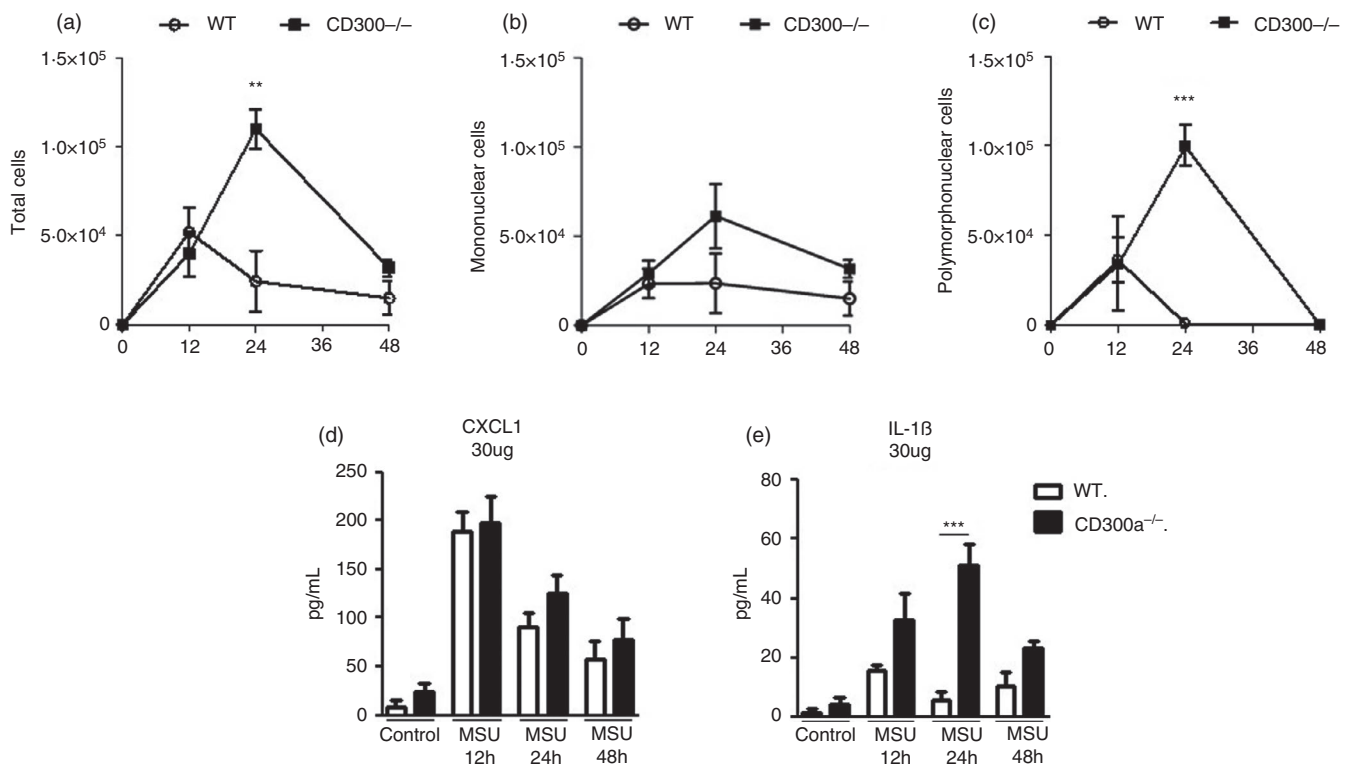 (a) WT CD300–/–
Total cells
1·5×10⁵
1·0×10⁵
5·0×10⁴
0
0 12 24 36 48
**
(b) WT CD300–/–
Mononuclear cells
1·5×10⁵
1·0×10⁵
5·0×10⁴
0
0 12 24 36 48
(c) WT CD300–/–
Polymorphonuclear cells
1·5×10⁵
1·0×10⁵
5·0×10⁴
0
0 12 24 36 48
***
(d) CXCL1
30ug
pg/mL
250
200
150
100
50
0
Control MSU MSU MSU
12h 24h 48h
(e) IL-1ß
30ug
pg/mL
80
60
40
20
0
***
Control MSU MSU MSU
12h 24h 48h
WT.
CD300a⁻/⁻.